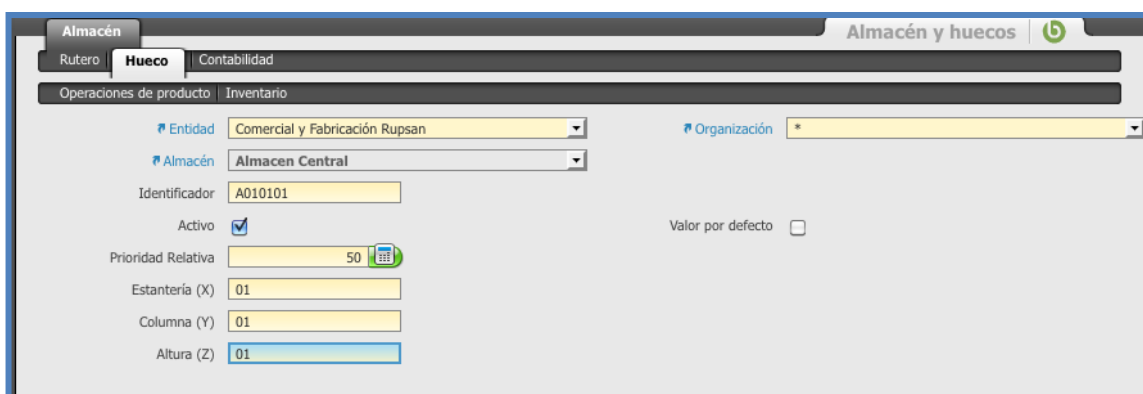 Almacén
Almacén y huecos
Rutero Hueco Contabilidad
Operaciones de producto Inventario
Entidad Comercial y Fabricación Rupsan Organización *
Almacén Almacen Central
Identificador A010101
Activo Valor por defecto
Prioridad Relativa 50
Estantería (X) 01
Columna (Y) 01
Altura (Z) 01